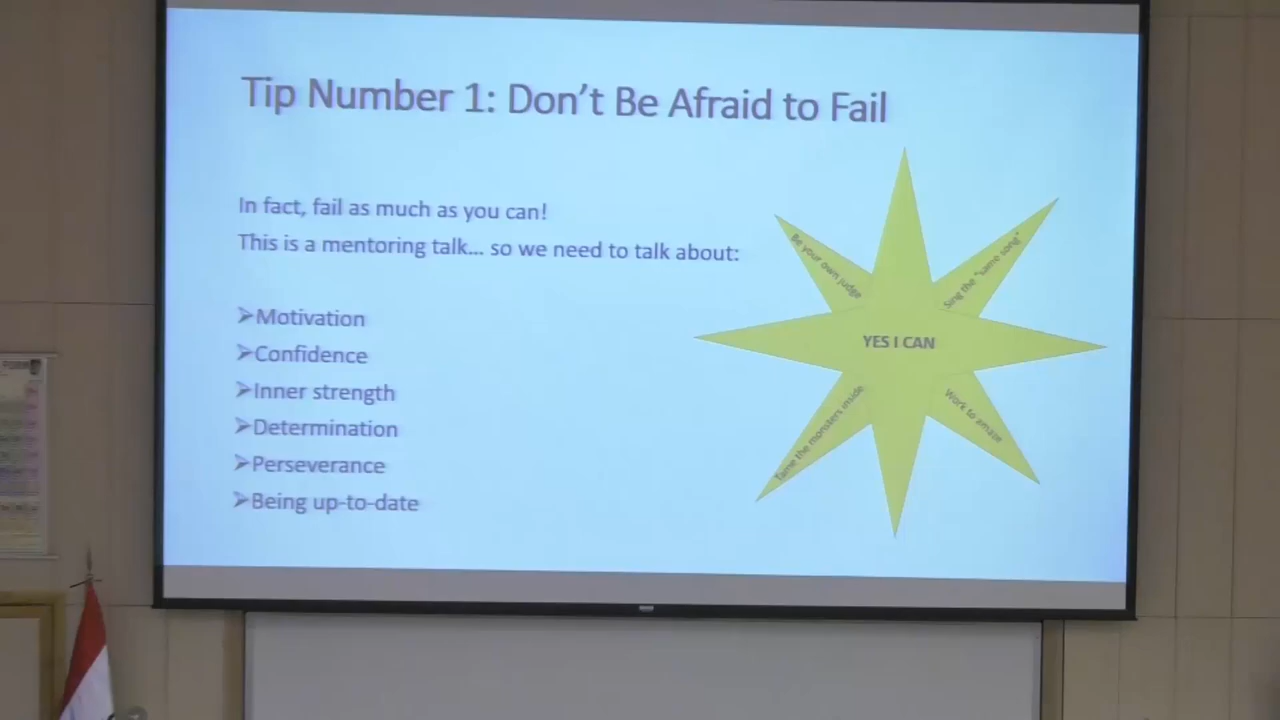 Tip Number 1: Don't Be Afraid to Fail
In fact, fail as much as you can!
This is a mentoring talk... so we need to talk about:
➢Motivation
➢Confidence
➢Inner strength
➢Determination
➢Perseverance
➢Being up-to-date
Be your own judge
Sing the "same song"
YES I CAN
Tame the monsters inside
Work to amaze